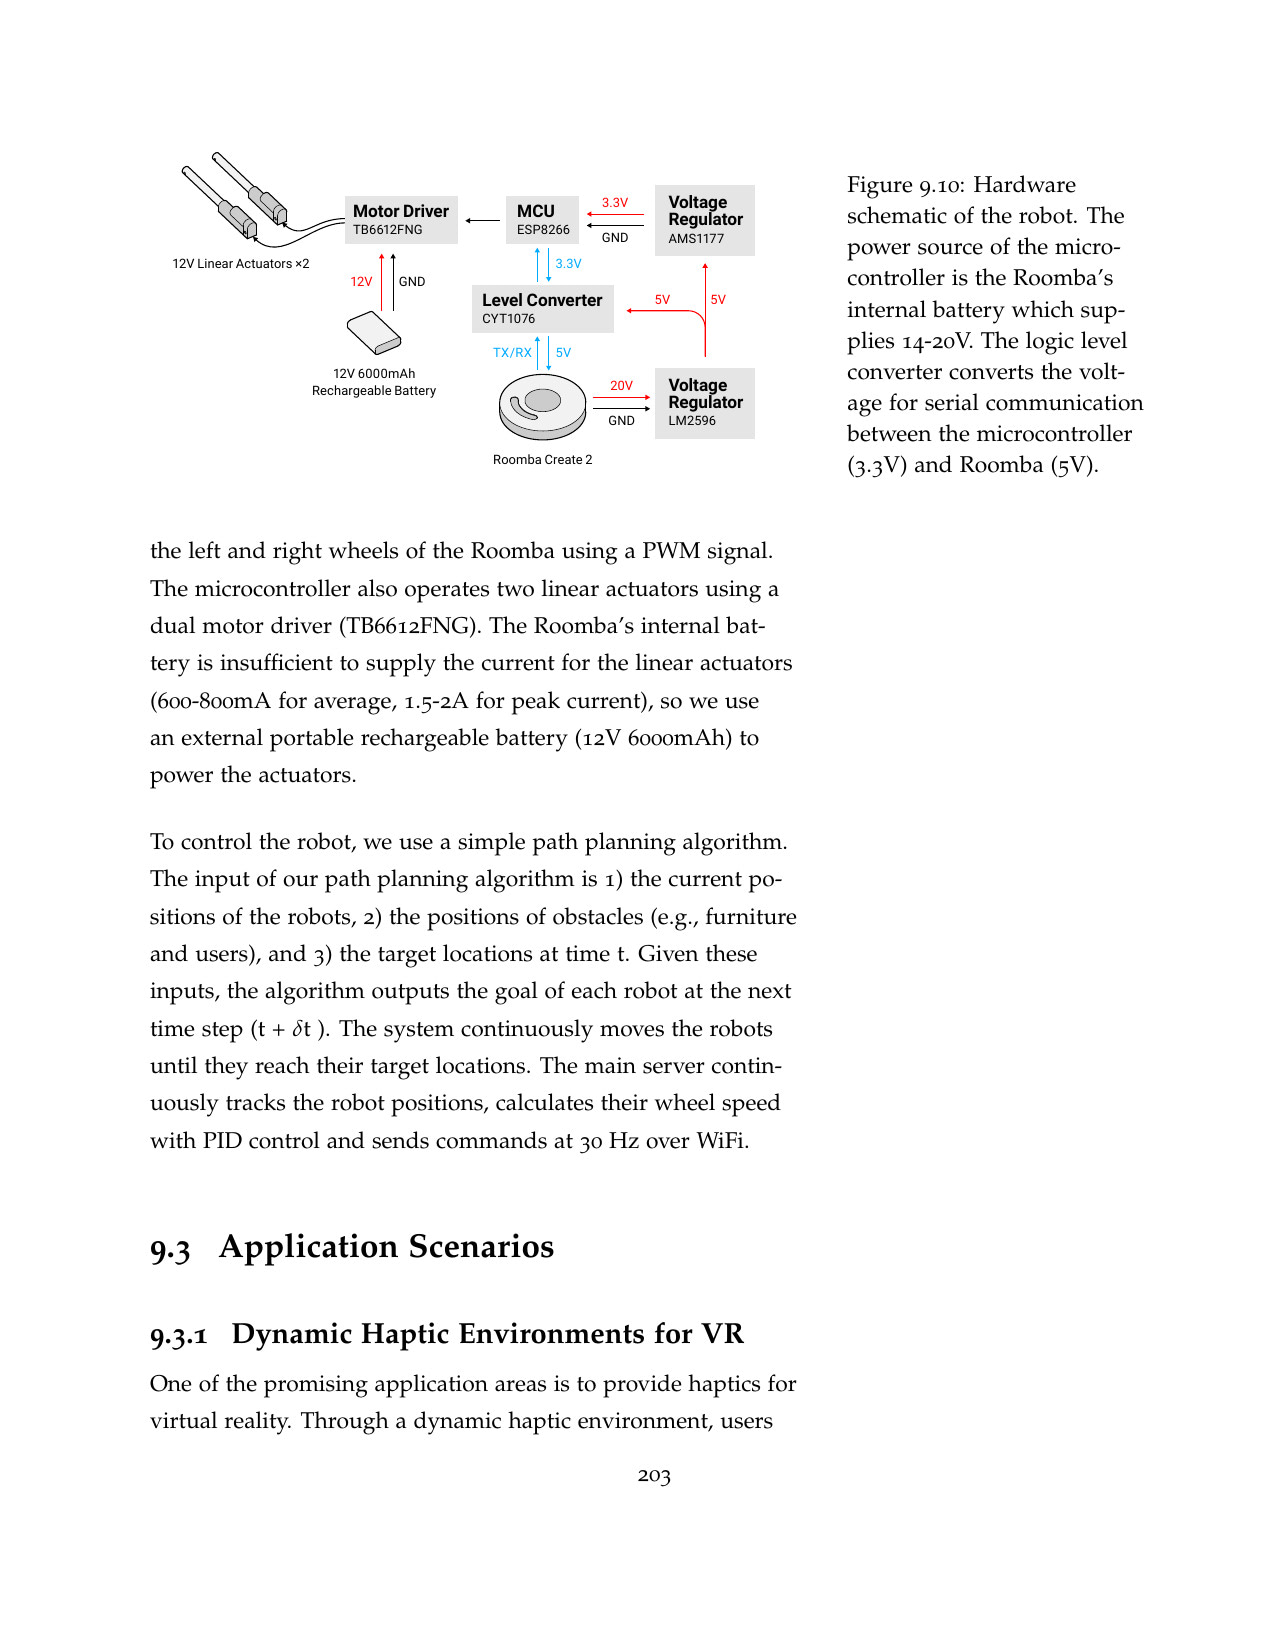 Motor Driver
TB6612FNG
MCU
ESP8266
3.3V
GND
Voltage
Regulator
AMS1177
12V Linear Actuators ×2
12V
GND
3.3V
Level Converter
CYT1076
5V
5V
TX/RX
5V
12V 6000mAh
Rechargeable Battery
20V
GND
Voltage
Regulator
LM2596
Roomba Create 2
Figure 9.10: Hardware
schematic of the robot. The
power source of the micro-
controller is the Roomba's
internal battery which sup-
plies 14-20V. The logic level
converter converts the volt-
age for serial communication
between the microcontroller
(3.3V) and Roomba (5V).
the left and right wheels of the Roomba using a PWM signal.
The microcontroller also operates two linear actuators using a
dual motor driver (TB6612FNG). The Roomba's internal bat-
tery is insufficient to supply the current for the linear actuators
(600-800mA for average, 1.5-2A for peak current), so we use
an external portable rechargeable battery (12V 6000mAh) to
power the actuators.
To control the robot, we use a simple path planning algorithm.
The input of our path planning algorithm is 1) the current po-
sitions of the robots, 2) the positions of obstacles (e.g., furniture
and users), and 3) the target locations at time t. Given these
inputs, the algorithm outputs the goal of each robot at the next
time step (t + δt ). The system continuously moves the robots
until they reach their target locations. The main server contin-
uously tracks the robot positions, calculates their wheel speed
with PID control and sends commands at 30 Hz over WiFi.
9.3 Application Scenarios
9.3.1 Dynamic Haptic Environments for VR
One of the promising application areas is to provide haptics for
virtual reality. Through a dynamic haptic environment, users
203